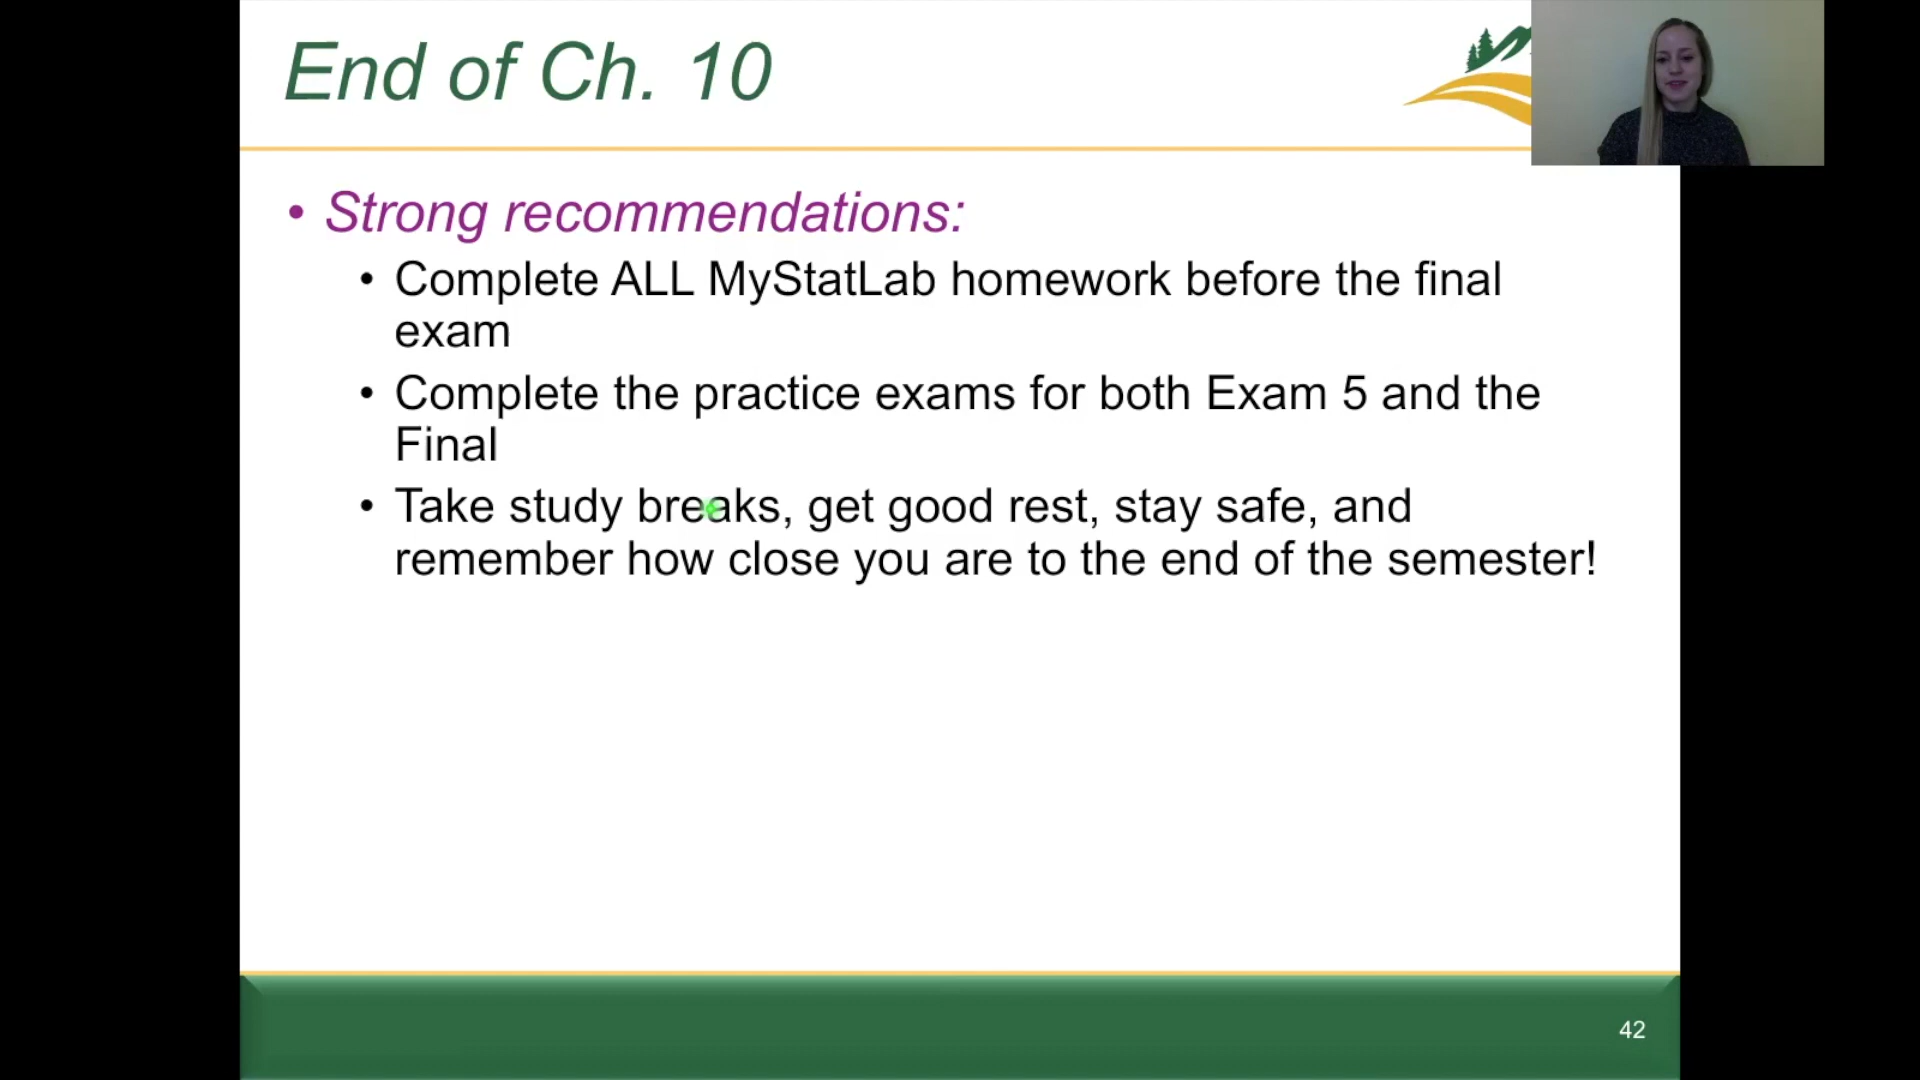 End of Ch. 10
• Strong recommendations:
• Complete ALL MyStatLab homework before the final
exam
• Complete the practice exams for both Exam 5 and the
Final
• Take study breaks, get good rest, stay safe, and
remember how close you are to the end of the semester!
42